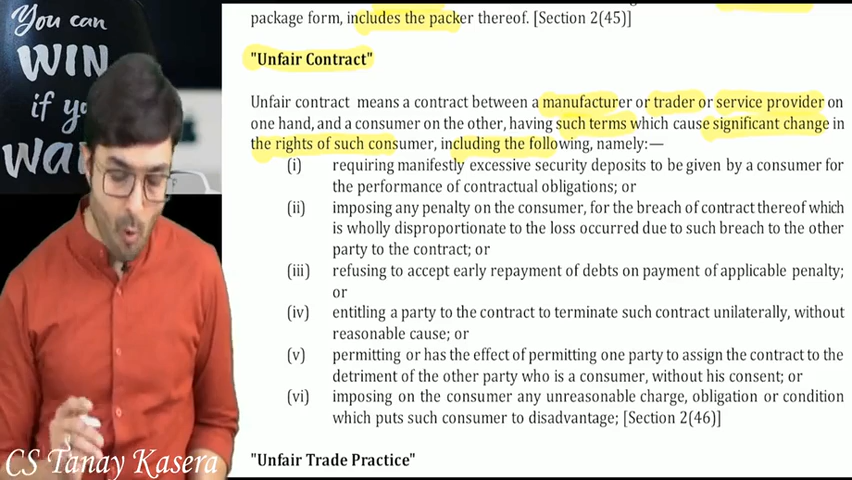 You can
WIN
if yo
wa
package form, includes the packer thereof. [Section 2(45)]
"Unfair Contract"
Unfair contract means a contract between a manufacturer or trader or service provider on
one hand, and a consumer on the other, having such terms which cause significant change in
the rights of such consumer, including the following, namely:—
(i) requiring manifestly excessive security deposits to be given by a consumer for
the performance of contractual obligations; or
(ii) imposing any penalty on the consumer, for the breach of contract thereof which
is wholly disproportionate to the loss occurred due to such breach to the other
party to the contract; or
(iii) refusing to accept early repayment of debts on payment of applicable penalty;
or
(iv) entitling a party to the contract to terminate such contract unilaterally, without
reasonable cause; or
(v) permitting or has the effect of permitting one party to assign the contract to the
detriment of the other party who is a consumer, without his consent; or
(vi) imposing on the consumer any unreasonable charge, obligation or condition
which puts such consumer to disadvantage; [Section 2(46)]
"Unfair Trade Practice"
CS Tanay Kasera